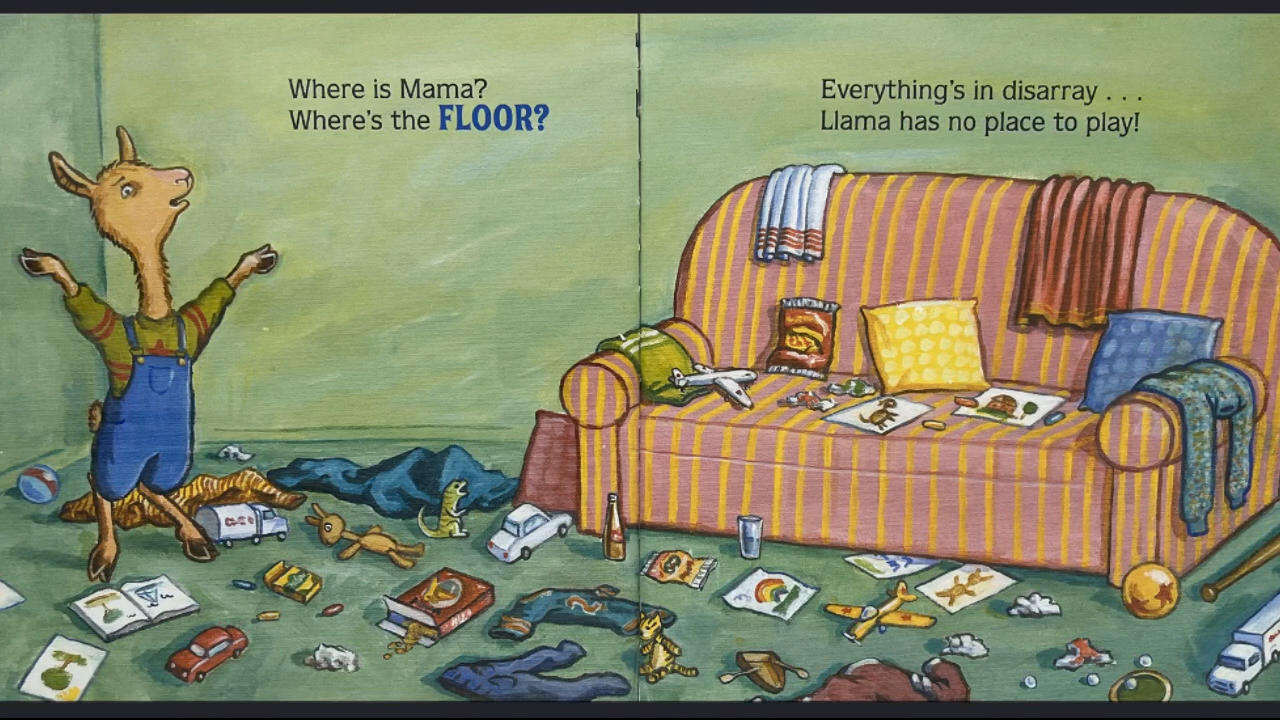 Where is Mama?
Where's the FLOOR?
Everything's in disarray . . .
Llama has no place to play!